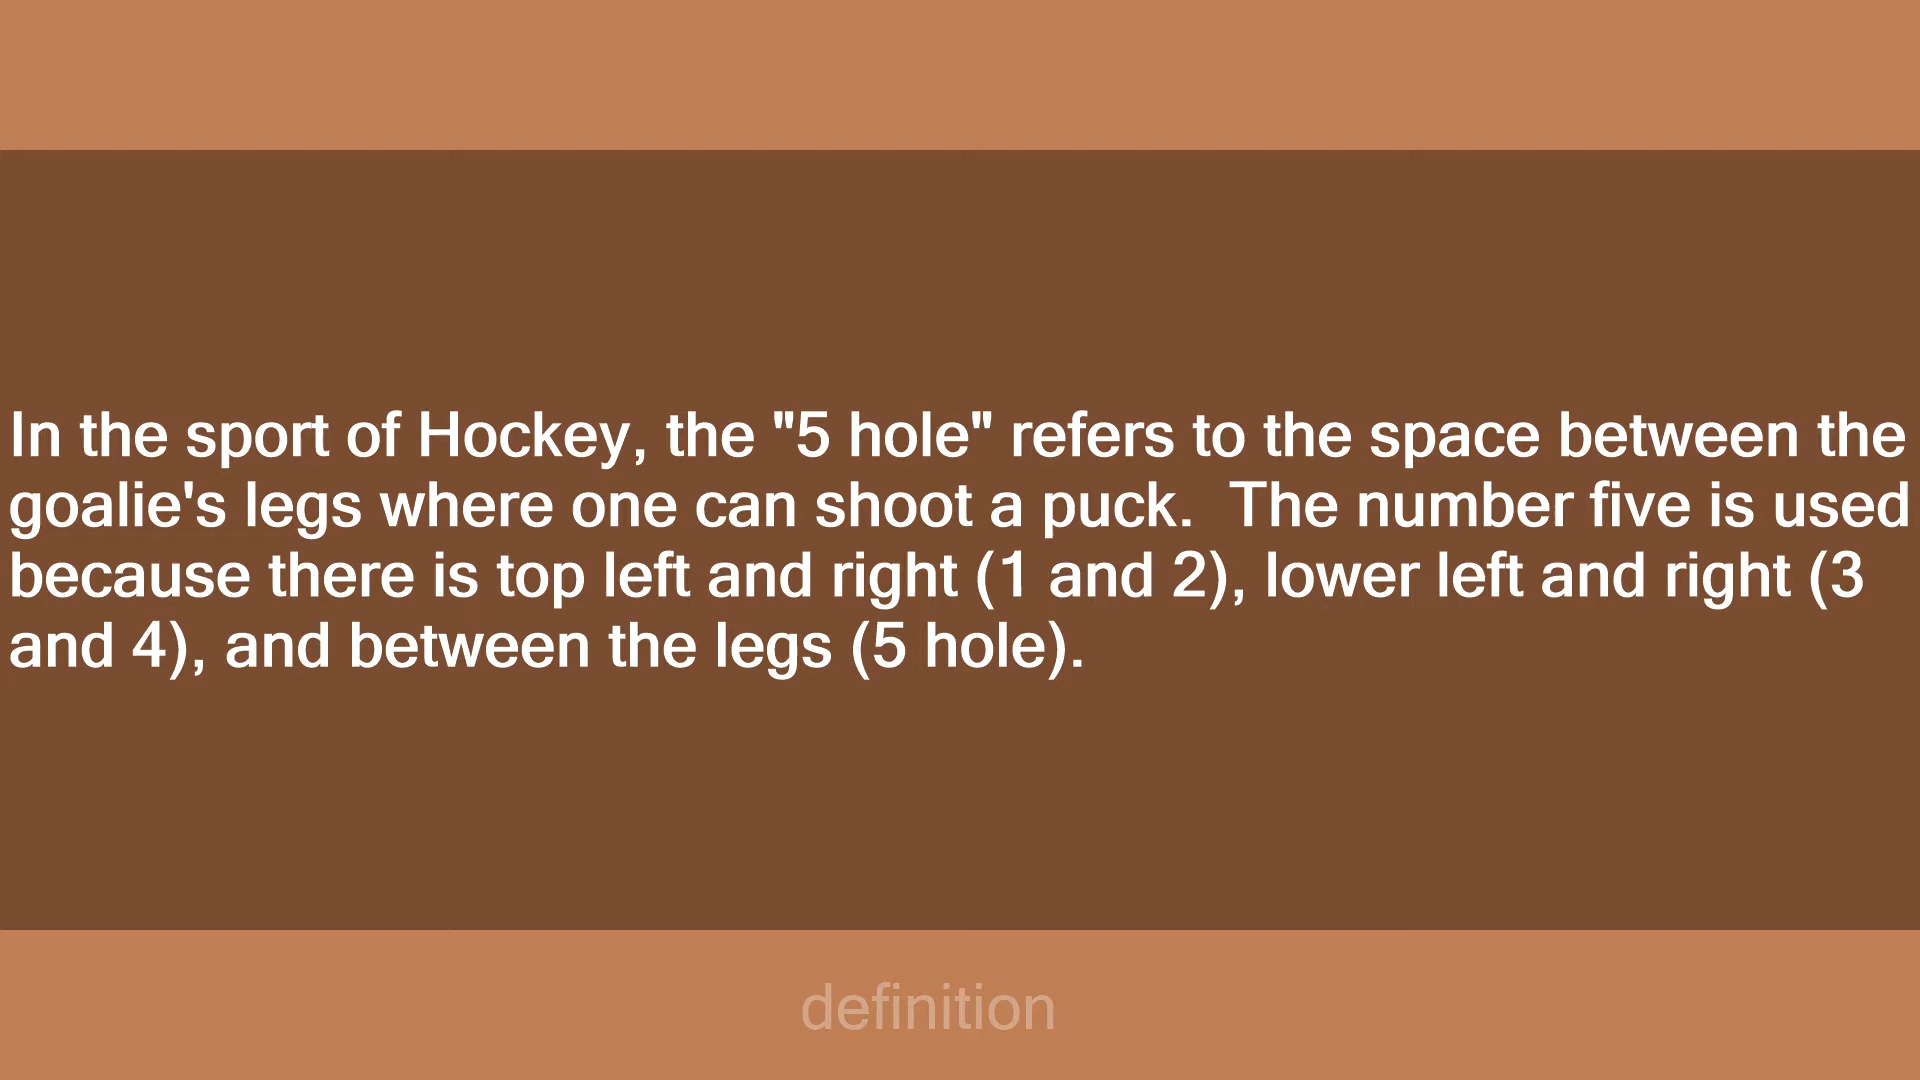 In the sport of Hockey, the "5 hole" refers to the space between the
goalie's legs where one can shoot a puck.  The number five is used
because there is top left and right (1 and 2), lower left and right (3
and 4), and between the legs (5 hole).
definition